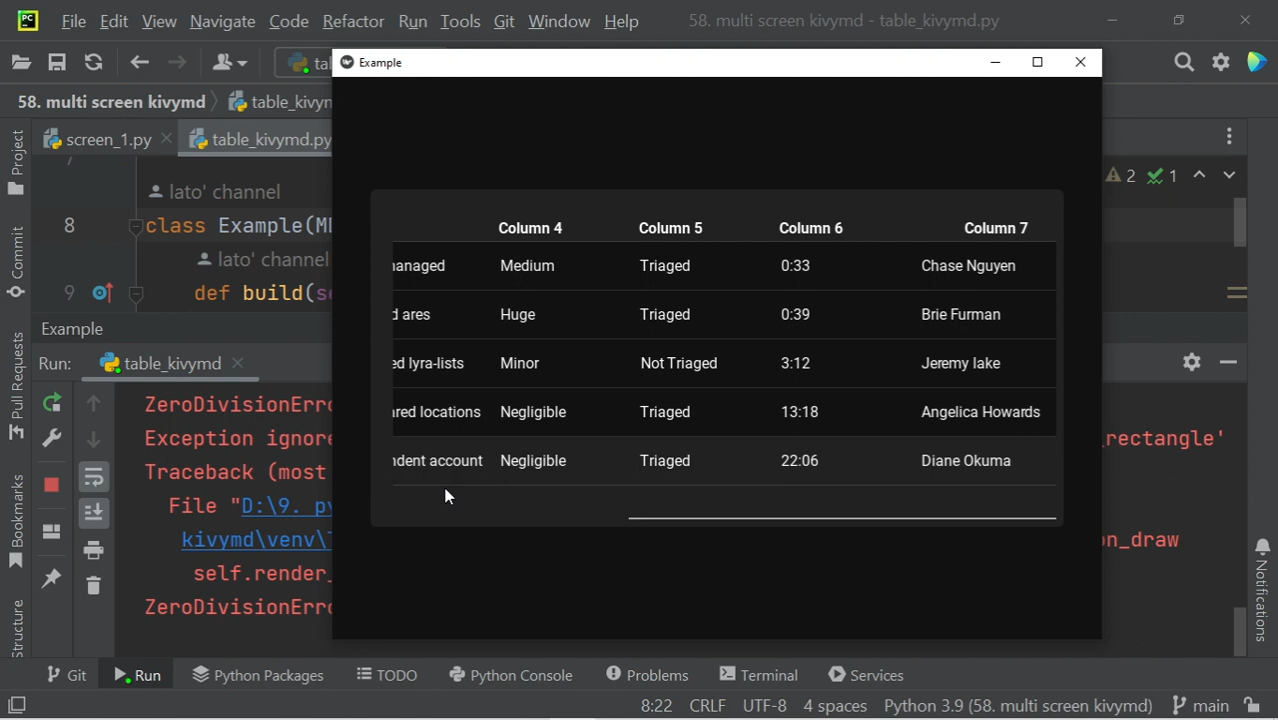 PC File Edit View Navigate Code Refactor Run Tools Git Window Help 58. multi screen kivymd - table_kivymd.py
Example
58. multi screen kivymd
screen_1.py table_kivymd.py
2 1
7
lato' channel
8 class Example(
lato' channel
9 def build(
Column 4 Column 5 Column 6 Column 7
Medium Triaged 0:33 Chase Nguyen
d ares Huge Triaged 0:39 Brie Furman
ed lyra-lists Minor Not Triaged 3:12 Jeremy lake
ared locations Negligible Triaged 13:18 Angelica Howards
ndent account Negligible Triaged 22:06 Diane Okuma
Example
Run: table_kivymd
ZeroDivisionErr
Exception ignor _rectangle'
Traceback (most
File "D:\9. p
kivymd\venv\ n_draw
self.render_
ZeroDivisionErr
Project
Commit
Pull Requests
Bookmarks
Structure
Notifications
Git Run Python Packages TODO Python Console Problems Terminal Services
8:22 CRLF UTF-8 4 spaces Python 3.9 (58. multi screen kivymd) main